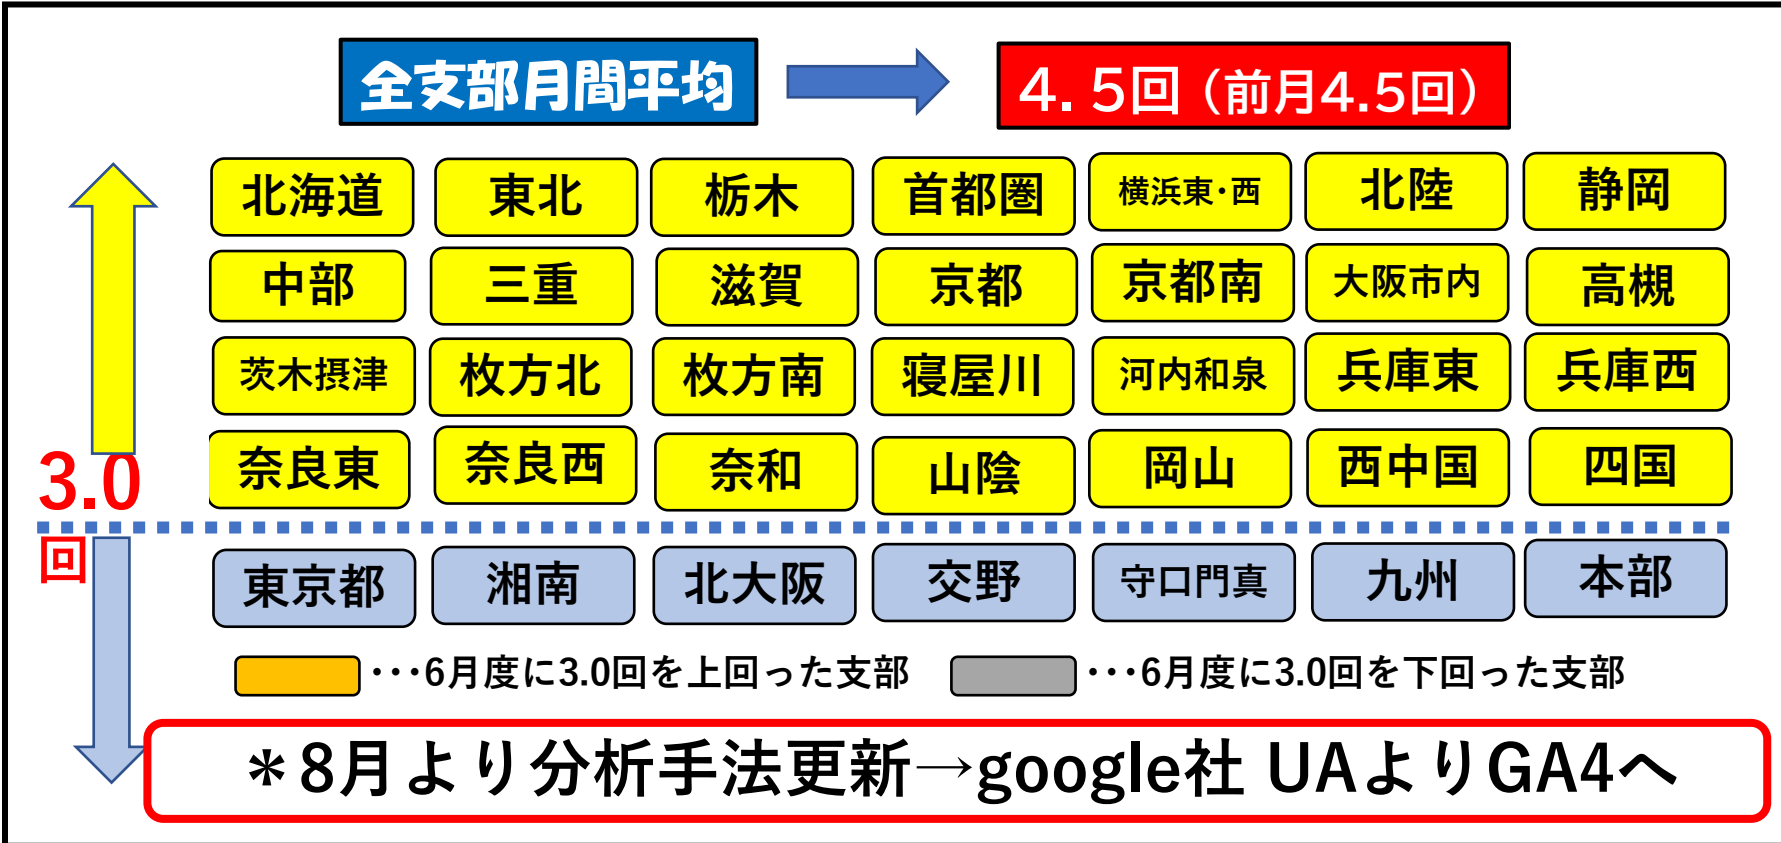 全支部月間平均
4.5回(前月4.5回)
北海道 東北 栃木 首都圏 横浜東・西 北陸 静岡
中部 三重 滋賀 京都 京都南 大阪市内 高槻
茨木摂津 枚方北 枚方南 寝屋川 河内和泉 兵庫東 兵庫西
奈良東 奈良西 奈和 山陰 岡山 西中国 四国
3.0
回
東京都 湘南 北大阪 交野 守口門真 九州 本部
・・・6月度に3.0回を上回った支部
・・・6月度に3.0回を下回った支部
＊8月より分析手法更新→google社 UAよりGA4へ